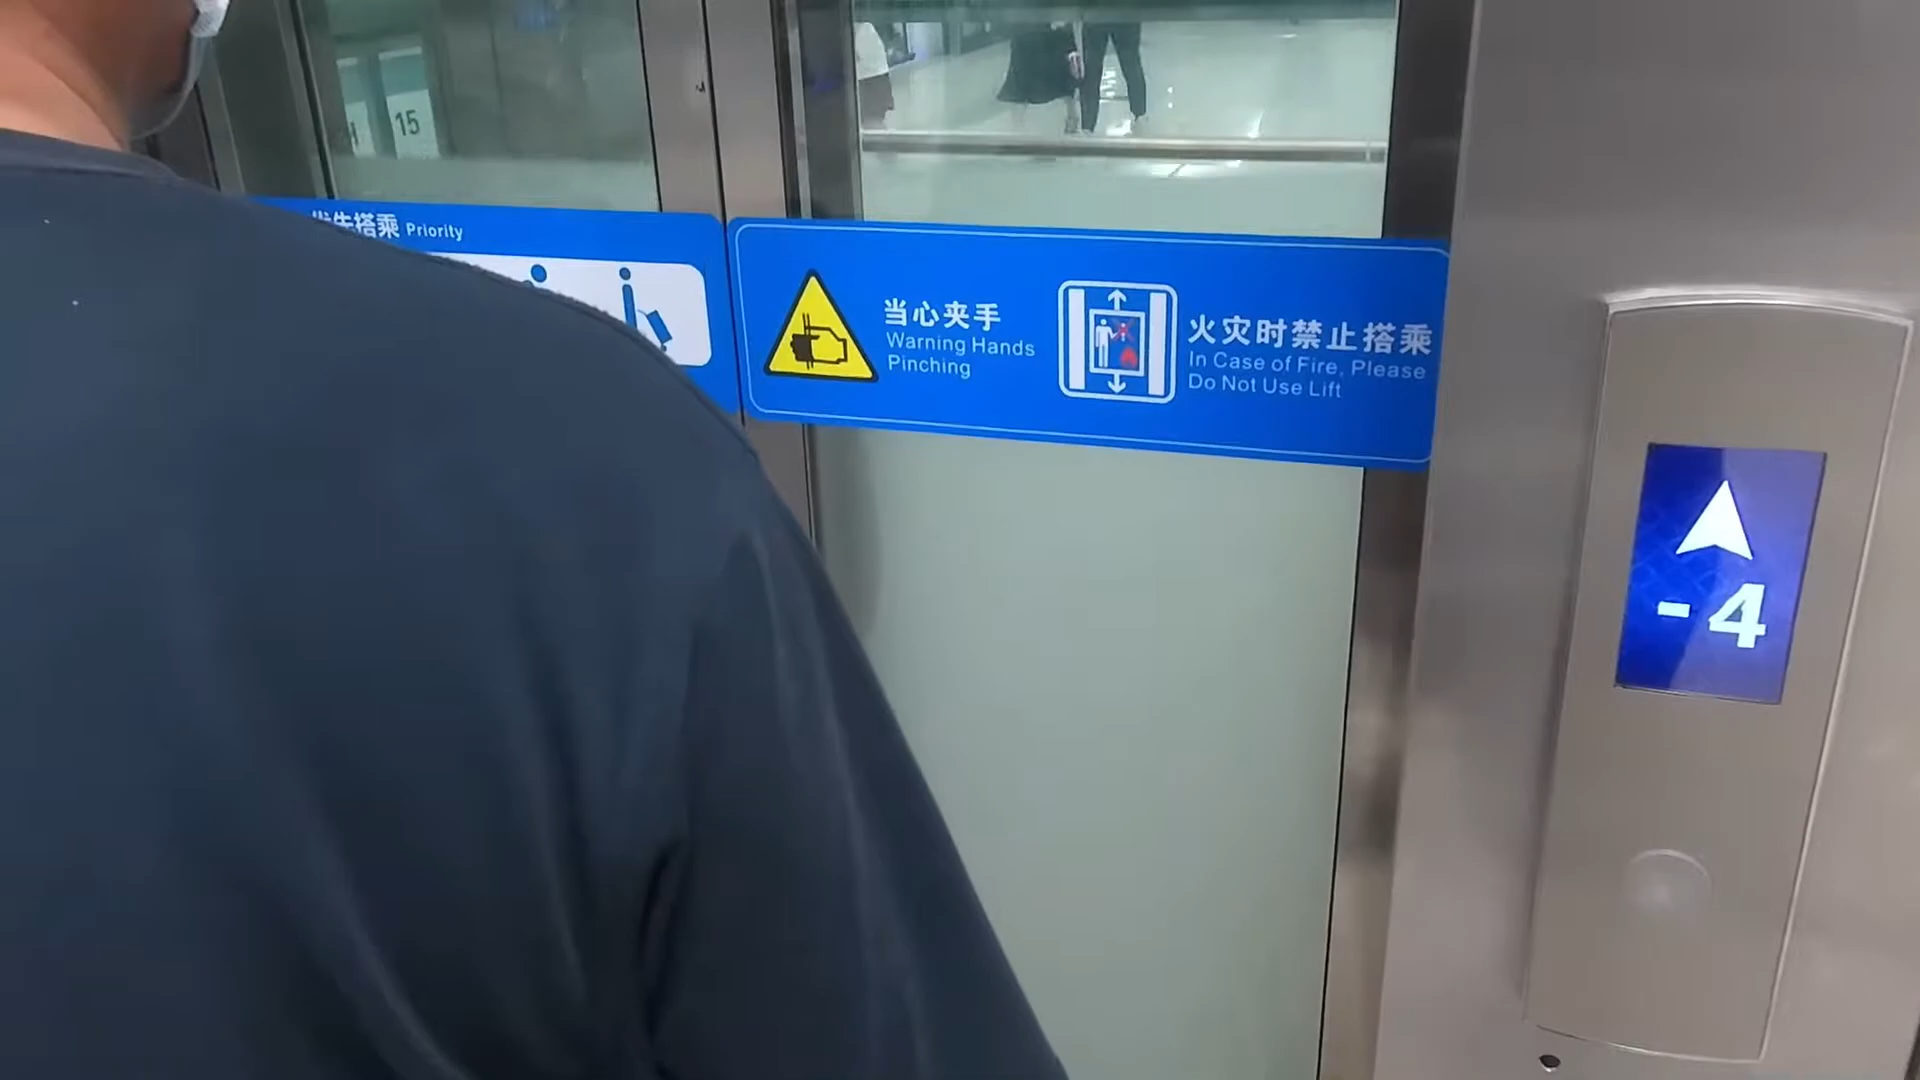 15
先搭乘 Priority
当心夹手
Warning Hands
Pinching
火灾时禁止搭乘
In Case of Fire, Please
Do Not Use Lift
-4